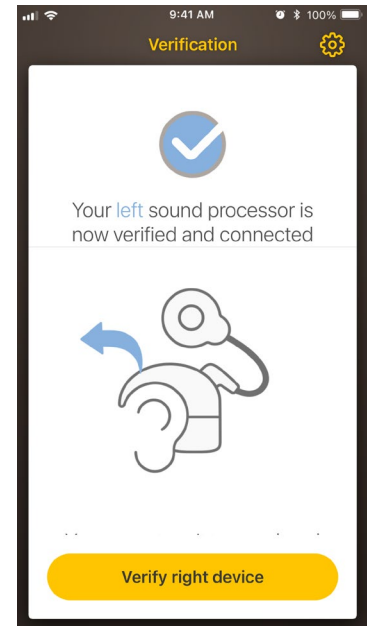 9:41 AM
100%
Verification
Your left sound processor is
now verified and connected
Verify right device